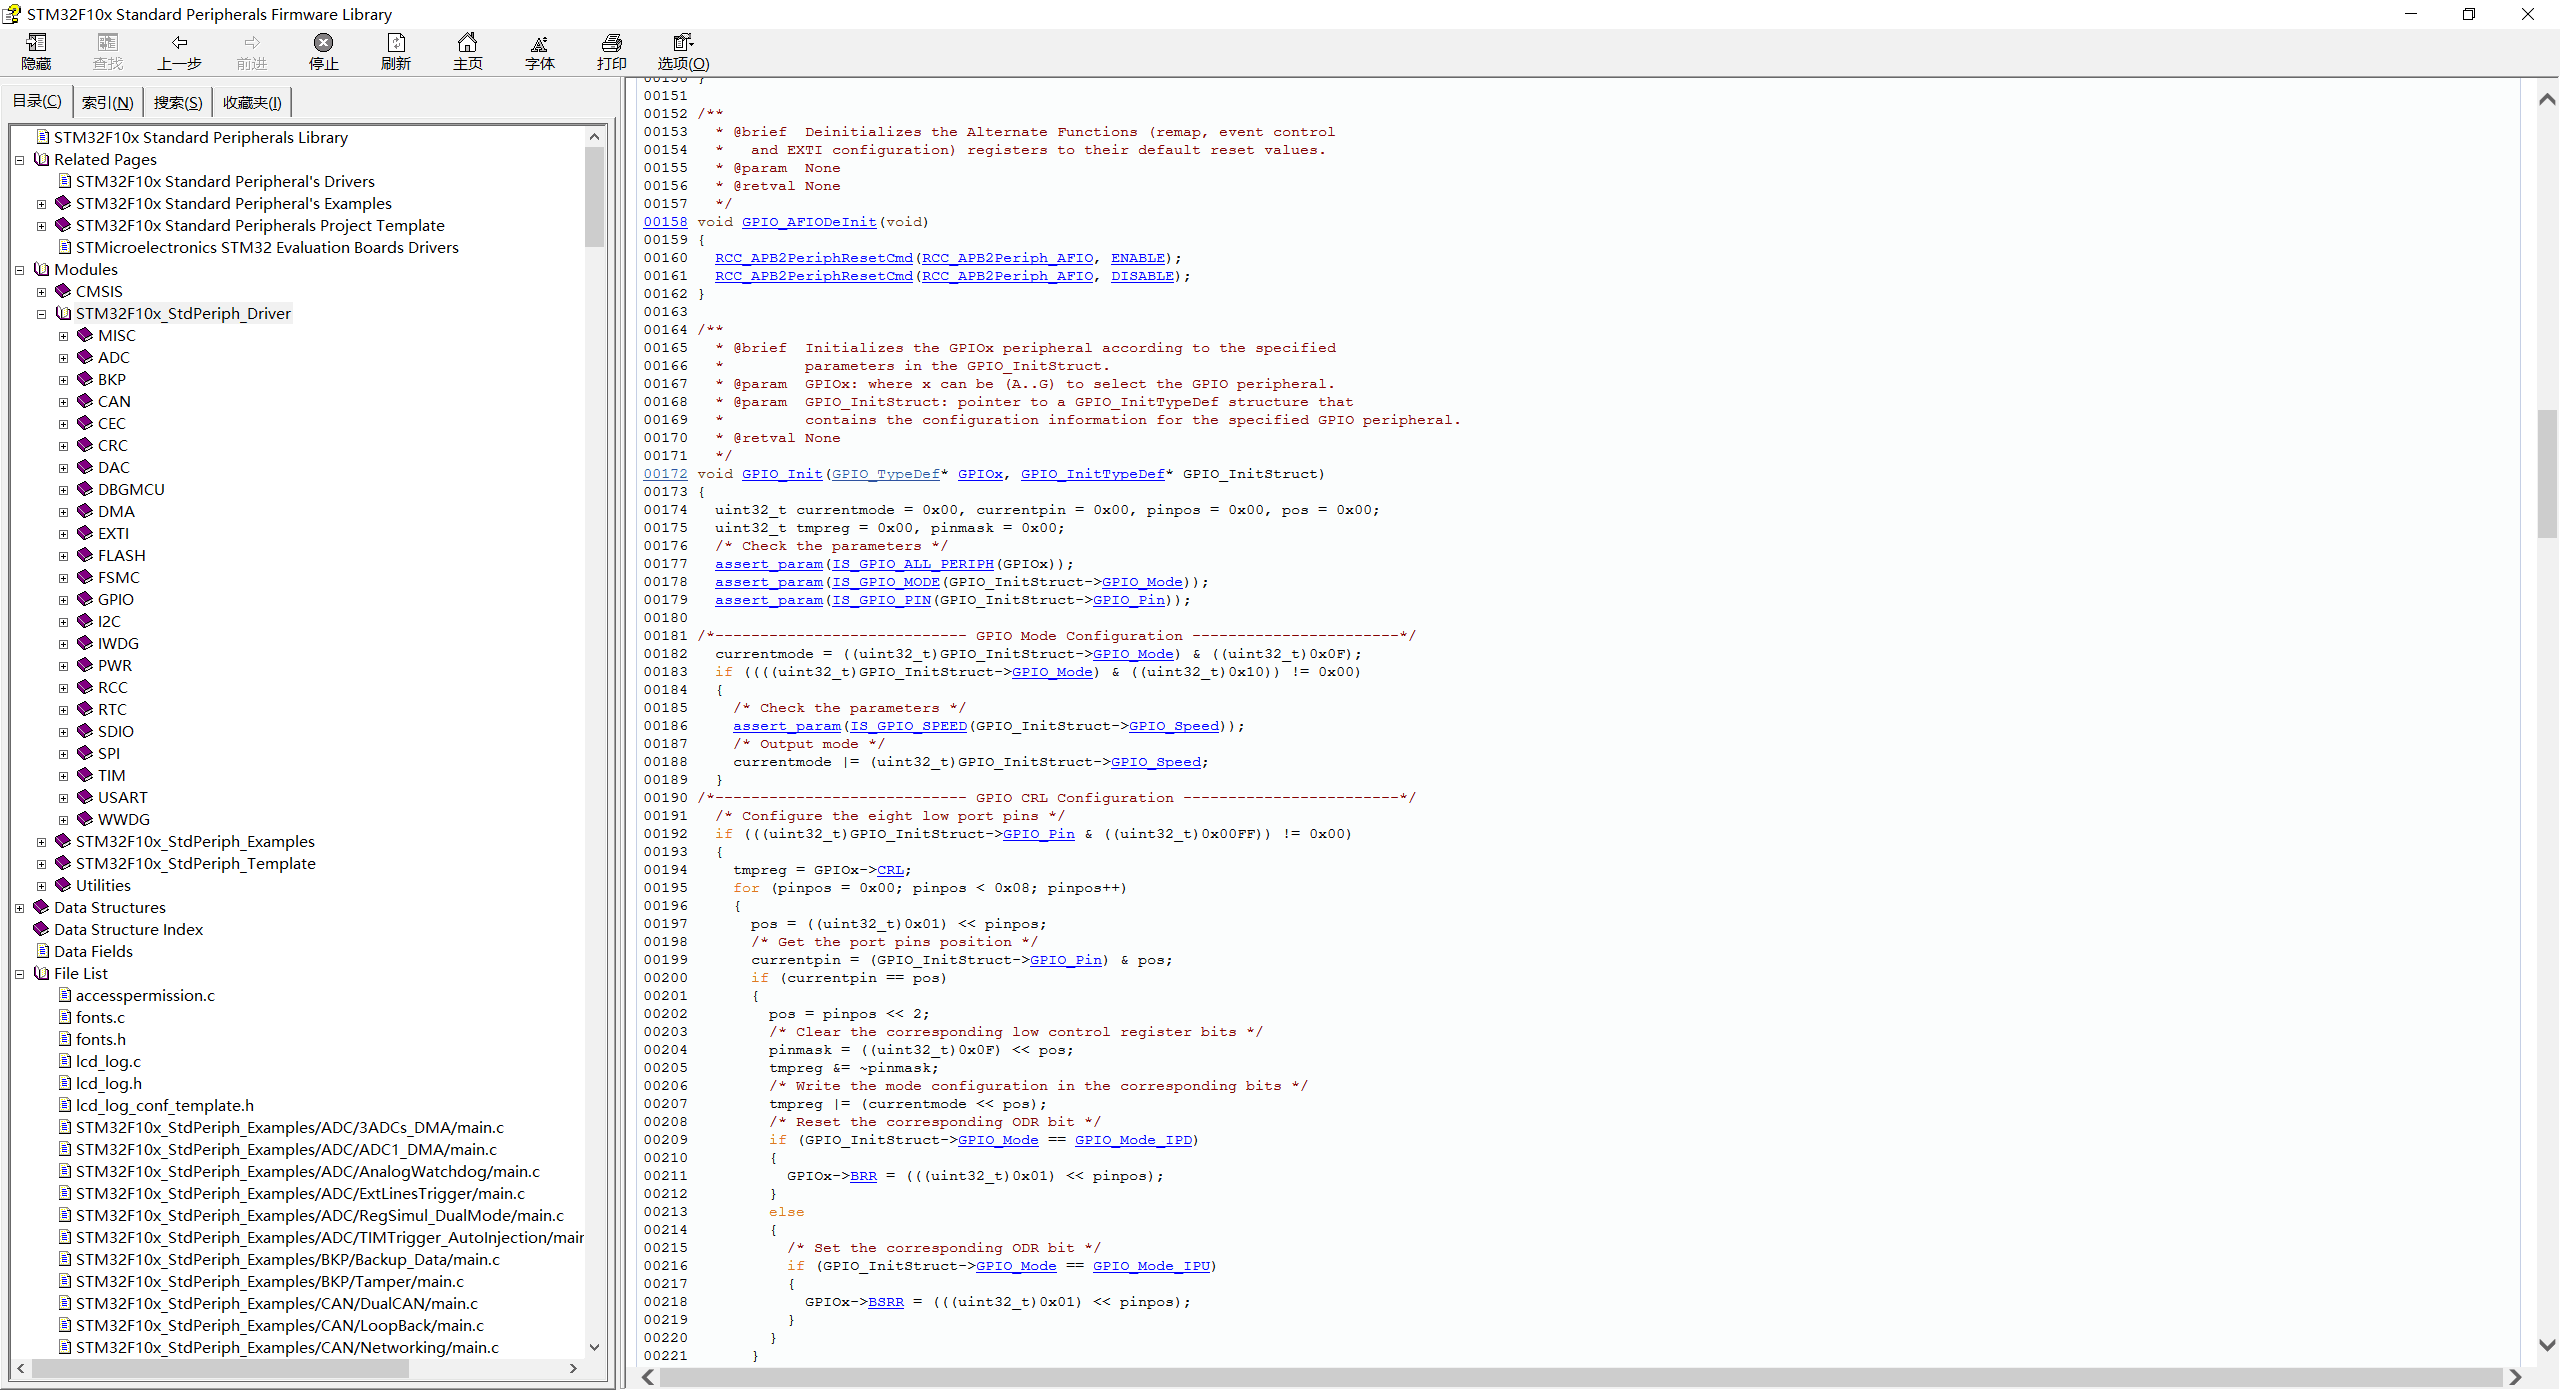 STM32F10x Standard Peripherals Firmware Library
隐藏 查找 上一步 前进 停止 刷新 主页 字体 打印 选项(O)
目录(C) 索引(N) 搜索(S) 收藏夹(I)
STM32F10x Standard Peripherals Library
Related Pages
STM32F10x Standard Peripheral's Drivers
STM32F10x Standard Peripheral's Examples
STM32F10x Standard Peripherals Project Template
STMicroelectronics STM32 Evaluation Boards Drivers
Modules
CMSIS
STM32F10x_StdPeriph_Driver
MISC
ADC
BKP
CAN
CEC
CRC
DAC
DBGMCU
DMA
EXTI
FLASH
FSMC
GPIO
I2C
IWDG
PWR
RCC
RTC
SDIO
SPI
TIM
USART
WWDG
STM32F10x_StdPeriph_Examples
STM32F10x_StdPeriph_Template
Utilities
Data Structures
Data Structure Index
Data Fields
File List
accesspermission.c
fonts.c
fonts.h
lcd_log.c
lcd_log.h
lcd_log_conf_template.h
STM32F10x_StdPeriph_Examples/ADC/3ADCs_DMA/main.c
STM32F10x_StdPeriph_Examples/ADC/ADC1_DMA/main.c
STM32F10x_StdPeriph_Examples/ADC/AnalogWatchdog/main.c
STM32F10x_StdPeriph_Examples/ADC/ExtLinesTrigger/main.c
STM32F10x_StdPeriph_Examples/ADC/RegSimul_DualMode/main.c
STM32F10x_StdPeriph_Examples/ADC/TIMTrigger_AutoInjection/mair
STM32F10x_StdPeriph_Examples/BKP/Backup_Data/main.c
STM32F10x_StdPeriph_Examples/BKP/Tamper/main.c
STM32F10x_StdPeriph_Examples/CAN/DualCAN/main.c
STM32F10x_StdPeriph_Examples/CAN/LoopBack/main.c
STM32F10x_StdPeriph_Examples/CAN/Networking/main.c
00150 }
00151
00152 /**
00153   * @brief  Deinitializes the Alternate Functions (remap, event control
00154   *   and EXTI configuration) registers to their default reset values.
00155   * @param  None
00156   * @retval None
00157   */
00158 void GPIO_AFIODeInit(void)
00159 {
00160   RCC_APB2PeriphResetCmd(RCC_APB2Periph_AFIO, ENABLE);
00161   RCC_APB2PeriphResetCmd(RCC_APB2Periph_AFIO, DISABLE);
00162 }
00163
00164 /**
00165   * @brief  Initializes the GPIOx peripheral according to the specified
00166   *         parameters in the GPIO_InitStruct.
00167   * @param  GPIOx: where x can be (A..G) to select the GPIO peripheral.
00168   * @param  GPIO_InitStruct: pointer to a GPIO_InitTypeDef structure that
00169   *         contains the configuration information for the specified GPIO peripheral.
00170   * @retval None
00171   */
00172 void GPIO_Init(GPIO_TypeDef* GPIOx, GPIO_InitTypeDef* GPIO_InitStruct)
00173 {
00174   uint32_t currentmode = 0x00, currentpin = 0x00, pinpos = 0x00, pos = 0x00;
00175   uint32_t tmpreg = 0x00, pinmask = 0x00;
00176   /* Check the parameters */
00177   assert_param(IS_GPIO_ALL_PERIPH(GPIOx));
00178   assert_param(IS_GPIO_MODE(GPIO_InitStruct->GPIO_Mode));
00179   assert_param(IS_GPIO_PIN(GPIO_InitStruct->GPIO_Pin));
00180
00181 /*---------------------------- GPIO Mode Configuration -----------------------*/
00182   currentmode = ((uint32_t)GPIO_InitStruct->GPIO_Mode) & ((uint32_t)0x0F);
00183   if ((((uint32_t)GPIO_InitStruct->GPIO_Mode) & ((uint32_t)0x10)) != 0x00)
00184   {
00185     /* Check the parameters */
00186     assert_param(IS_GPIO_SPEED(GPIO_InitStruct->GPIO_Speed));
00187     /* Output mode */
00188     currentmode |= (uint32_t)GPIO_InitStruct->GPIO_Speed;
00189   }
00190 /*---------------------------- GPIO CRL Configuration ------------------------*/
00191   /* Configure the eight low port pins */
00192   if (((uint32_t)GPIO_InitStruct->GPIO_Pin & ((uint32_t)0x00FF)) != 0x00)
00193   {
00194     tmpreg = GPIOx->CRL;
00195     for (pinpos = 0x00; pinpos < 0x08; pinpos++)
00196     {
00197       pos = ((uint32_t)0x01) << pinpos;
00198       /* Get the port pins position */
00199       currentpin = (GPIO_InitStruct->GPIO_Pin) & pos;
00200       if (currentpin == pos)
00201       {
00202         pos = pinpos << 2;
00203         /* Clear the corresponding low control register bits */
00204         pinmask = ((uint32_t)0x0F) << pos;
00205         tmpreg &= ~pinmask;
00206         /* Write the mode configuration in the corresponding bits */
00207         tmpreg |= (currentmode << pos);
00208         /* Reset the corresponding ODR bit */
00209         if (GPIO_InitStruct->GPIO_Mode == GPIO_Mode_IPD)
00210         {
00211           GPIOx->BRR = (((uint32_t)0x01) << pinpos);
00212         }
00213         else
00214         {
00215           /* Set the corresponding ODR bit */
00216           if (GPIO_InitStruct->GPIO_Mode == GPIO_Mode_IPU)
00217           {
00218             GPIOx->BSRR = (((uint32_t)0x01) << pinpos);
00219           }
00220         }
00221       }